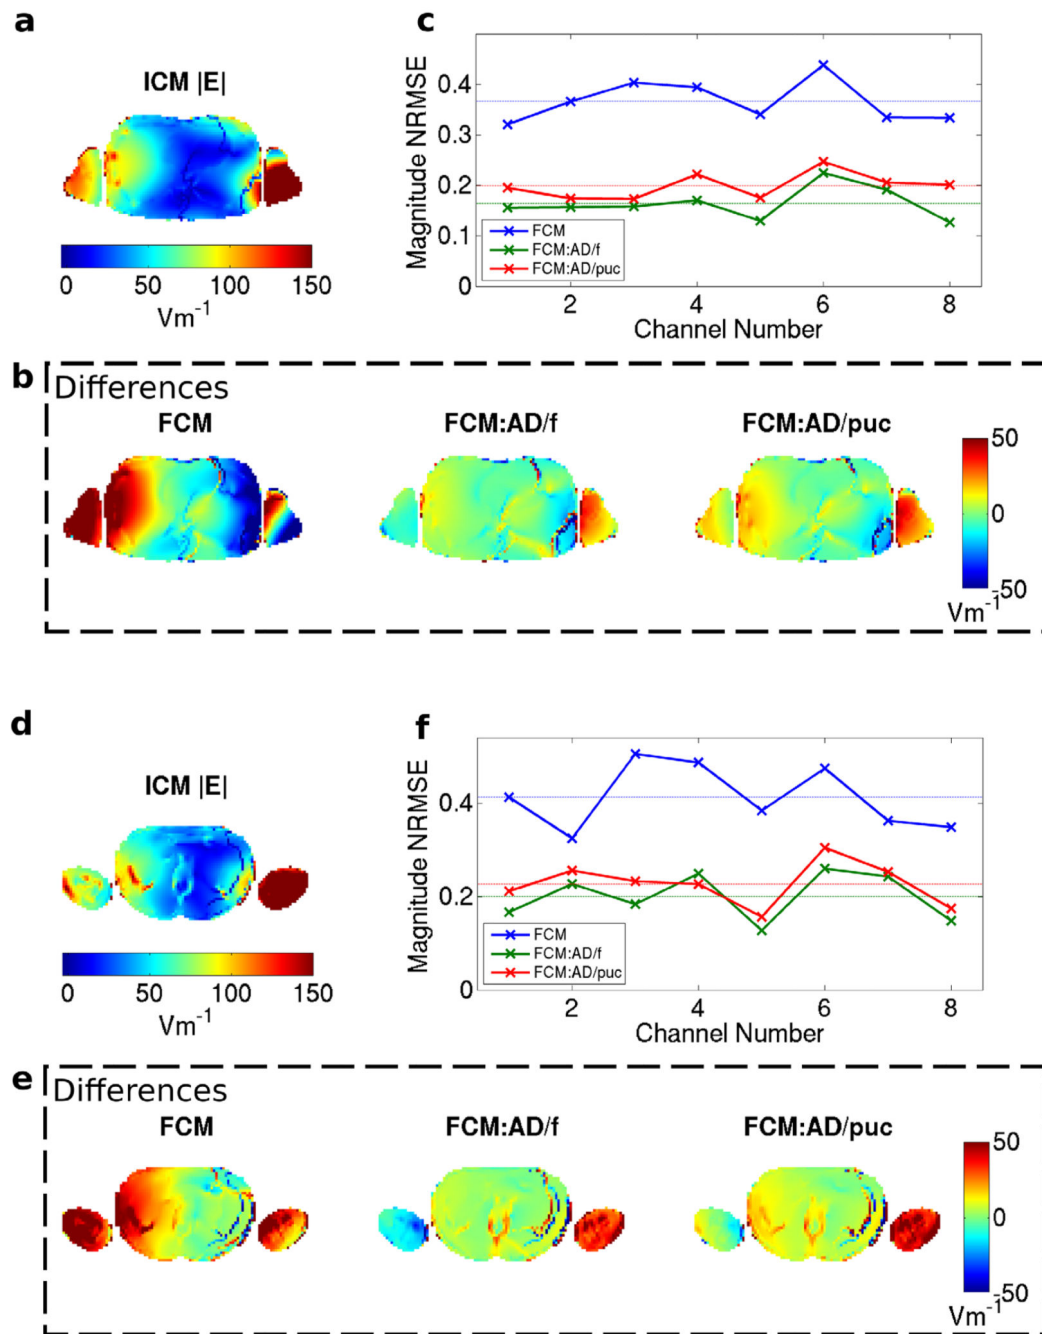 a
ICM |E|
0 50 100 150
Vm⁻¹
c
Magnitude NRMSE
0.4
0.3
0.2
0.1
0
FCM
FCM:AD/f
FCM:AD/puc
2 4 6 8
Channel Number
b
Differences
FCM FCM:AD/f FCM:AD/puc
50
0
-50
Vm⁻¹
d
ICM |E|
0 50 100 150
Vm⁻¹
f
Magnitude NRMSE
0.4
0.2
0
FCM
FCM:AD/f
FCM:AD/puc
2 4 6 8
Channel Number
e
Differences
FCM FCM:AD/f FCM:AD/puc
50
0
-50
Vm⁻¹